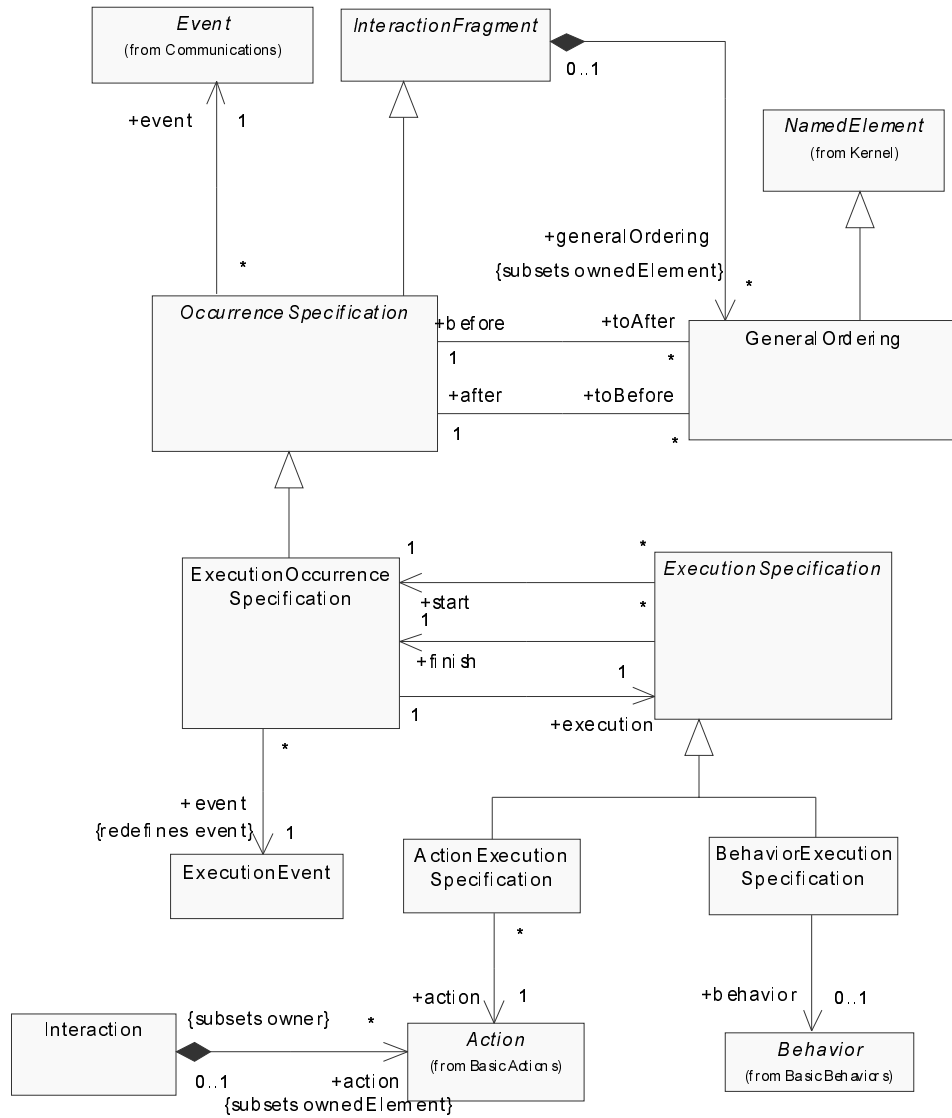 Event
(from Communications)
InteractionFragment
0..1
+event
1
NamedElement
(from Kernel)
+generalOrdering
{subsets ownedElement}
*
*
OccurrenceSpecification
+before
+toAfter
1
*
GeneralOrdering
+after
+toBefore
1
*
1
*
ExecutionOccurrence
Specification
ExecutionSpecification
+start
*
1
+finish
1
1
+execution
*
+event
{redefines event}
1
ExecutionEvent
ActionExecution
Specification
BehaviorExecution
Specification
*
+action
1
+behavior
0..1
Interaction
{subsets owner}
*
Action
(from BasicActions)
0..1
+action
{subsets ownedElement}
Behavior
(from BasicBehaviors)